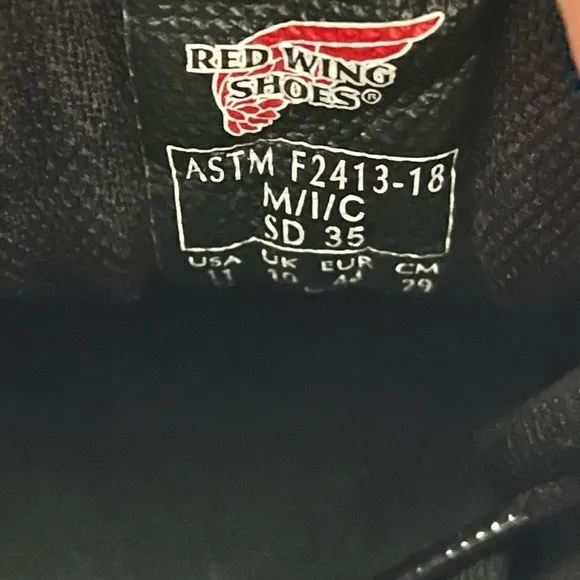 RED WING
SHOES®
ASTM F2413-18
M/I/C
SD 35
USA UK EUR CM
11 10 44 29